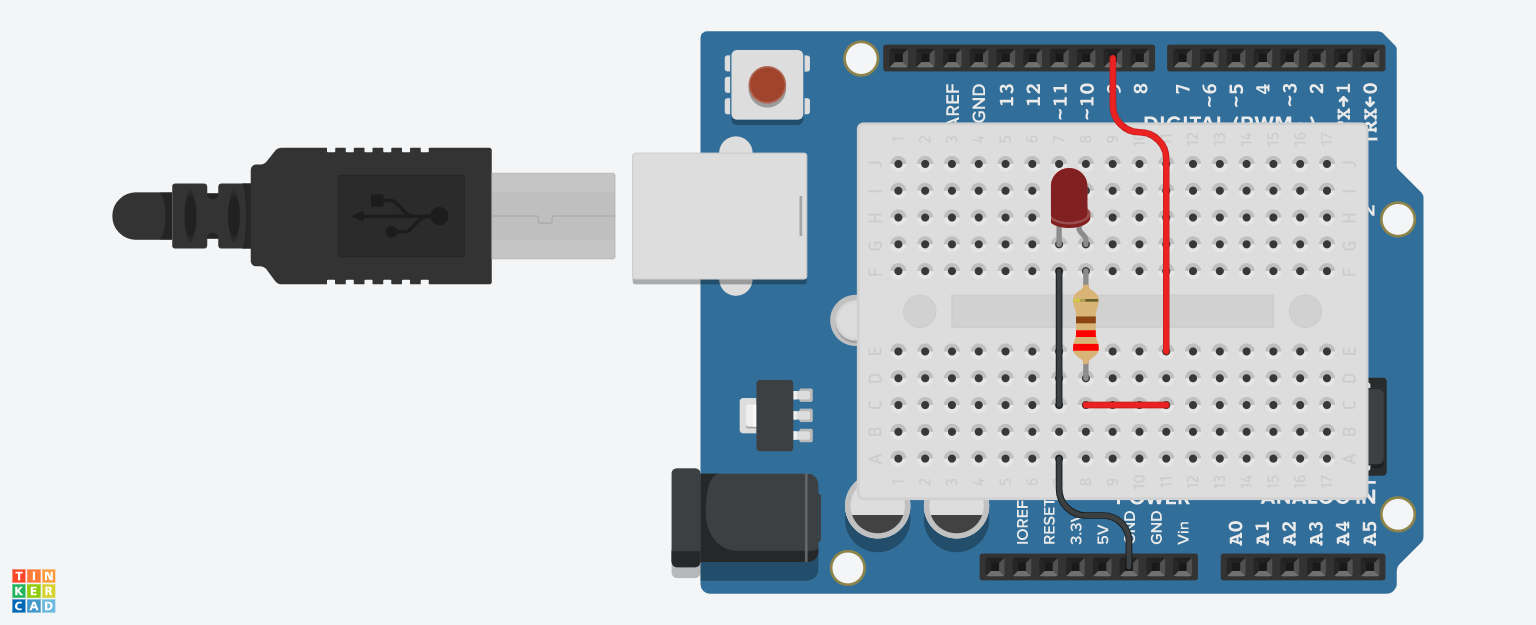 AREF
GND
13
12
~11
~10
9
8
7
~6
~5
4
~3
2
TX→1
RX←0
DIGITAL (PWM ~)
1 2 3 4 5 6 7 8 9 10 11 12 13 14 15 16 17
J J
I I
H H
G G
F F
E E
D D
C C
B B
A A
1 2 3 4 5 6 7 8 9 10 11 12 13 14 15 16 17
POWER
ANALOG IN
IOREF
RESET
3.3V
5V
GND
GND
Vin
A0
A1
A2
A3
A4
A5
TIN
KER
CAD